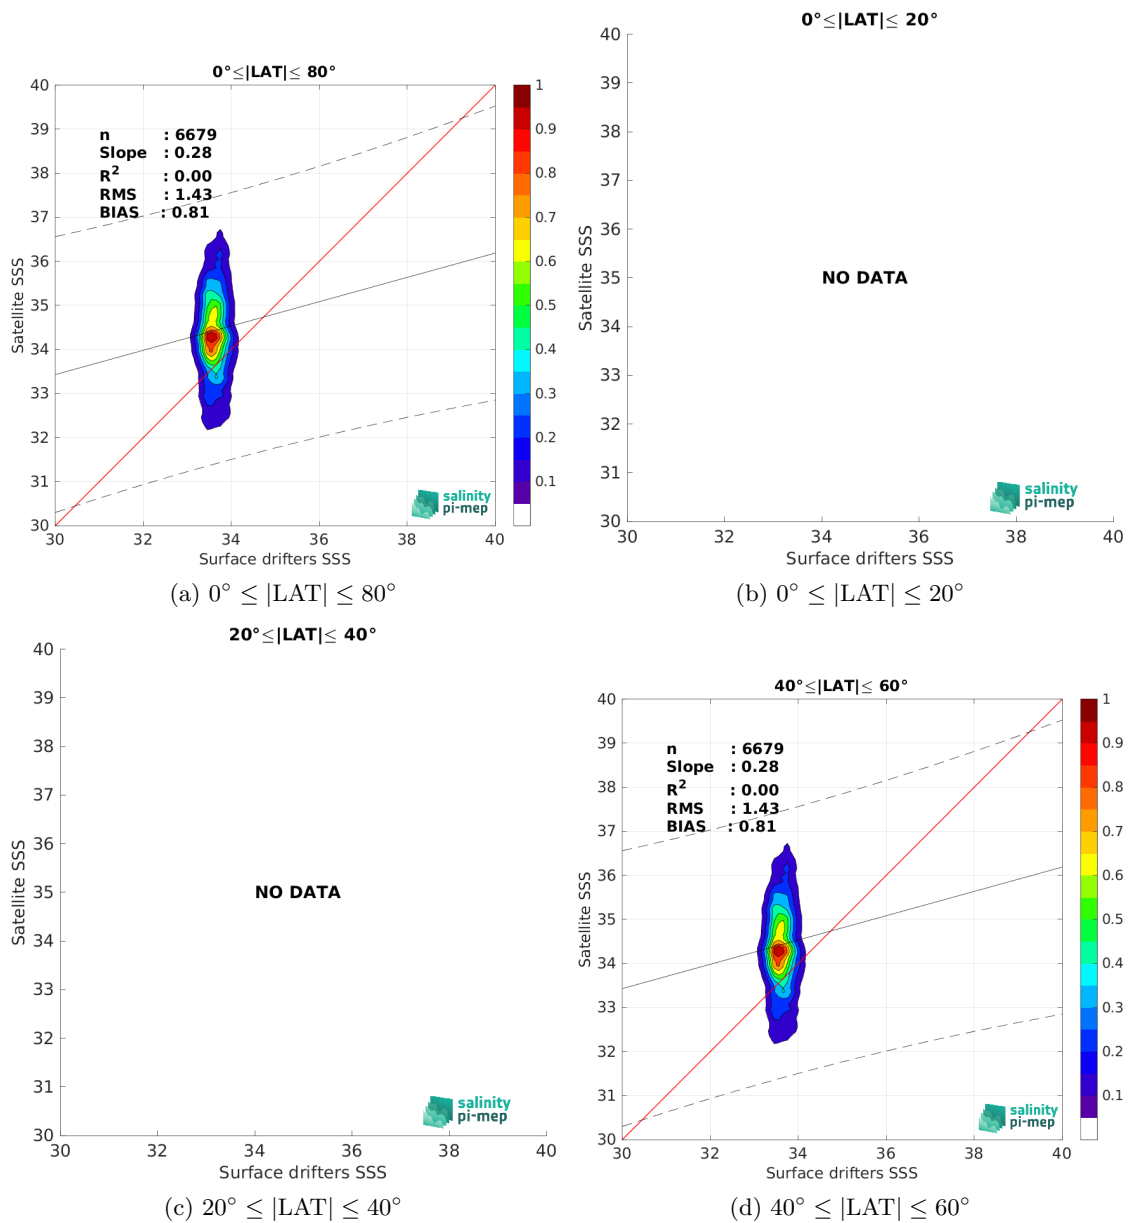 0°≤|LAT|≤ 80°
40
39
38
37
36
35
34
33
32
31
30
Satellite SSS
n : 6679
Slope : 0.28
R² : 0.00
RMS : 1.43
BIAS : 0.81
1
0.9
0.8
0.7
0.6
0.5
0.4
0.3
0.2
0.1
salinity
pi-mep
30 32 34 36 38 40
Surface drifters SSS
(a) 0° ≤ |LAT| ≤ 80°
0°≤|LAT|≤ 20°
40
39
38
37
36
35
34
33
32
31
30
Satellite SSS
NO DATA
salinity
pi-mep
30 32 34 36 38 40
Surface drifters SSS
(b) 0° ≤ |LAT| ≤ 20°
20°≤|LAT|≤ 40°
40
39
38
37
36
35
34
33
32
31
30
Satellite SSS
NO DATA
salinity
pi-mep
30 32 34 36 38 40
Surface drifters SSS
(c) 20° ≤ |LAT| ≤ 40°
40°≤|LAT|≤ 60°
40
39
38
37
36
35
34
33
32
31
30
Satellite SSS
n : 6679
Slope : 0.28
R² : 0.00
RMS : 1.43
BIAS : 0.81
1
0.9
0.8
0.7
0.6
0.5
0.4
0.3
0.2
0.1
salinity
pi-mep
30 32 34 36 38 40
Surface drifters SSS
(d) 40° ≤ |LAT| ≤ 60°